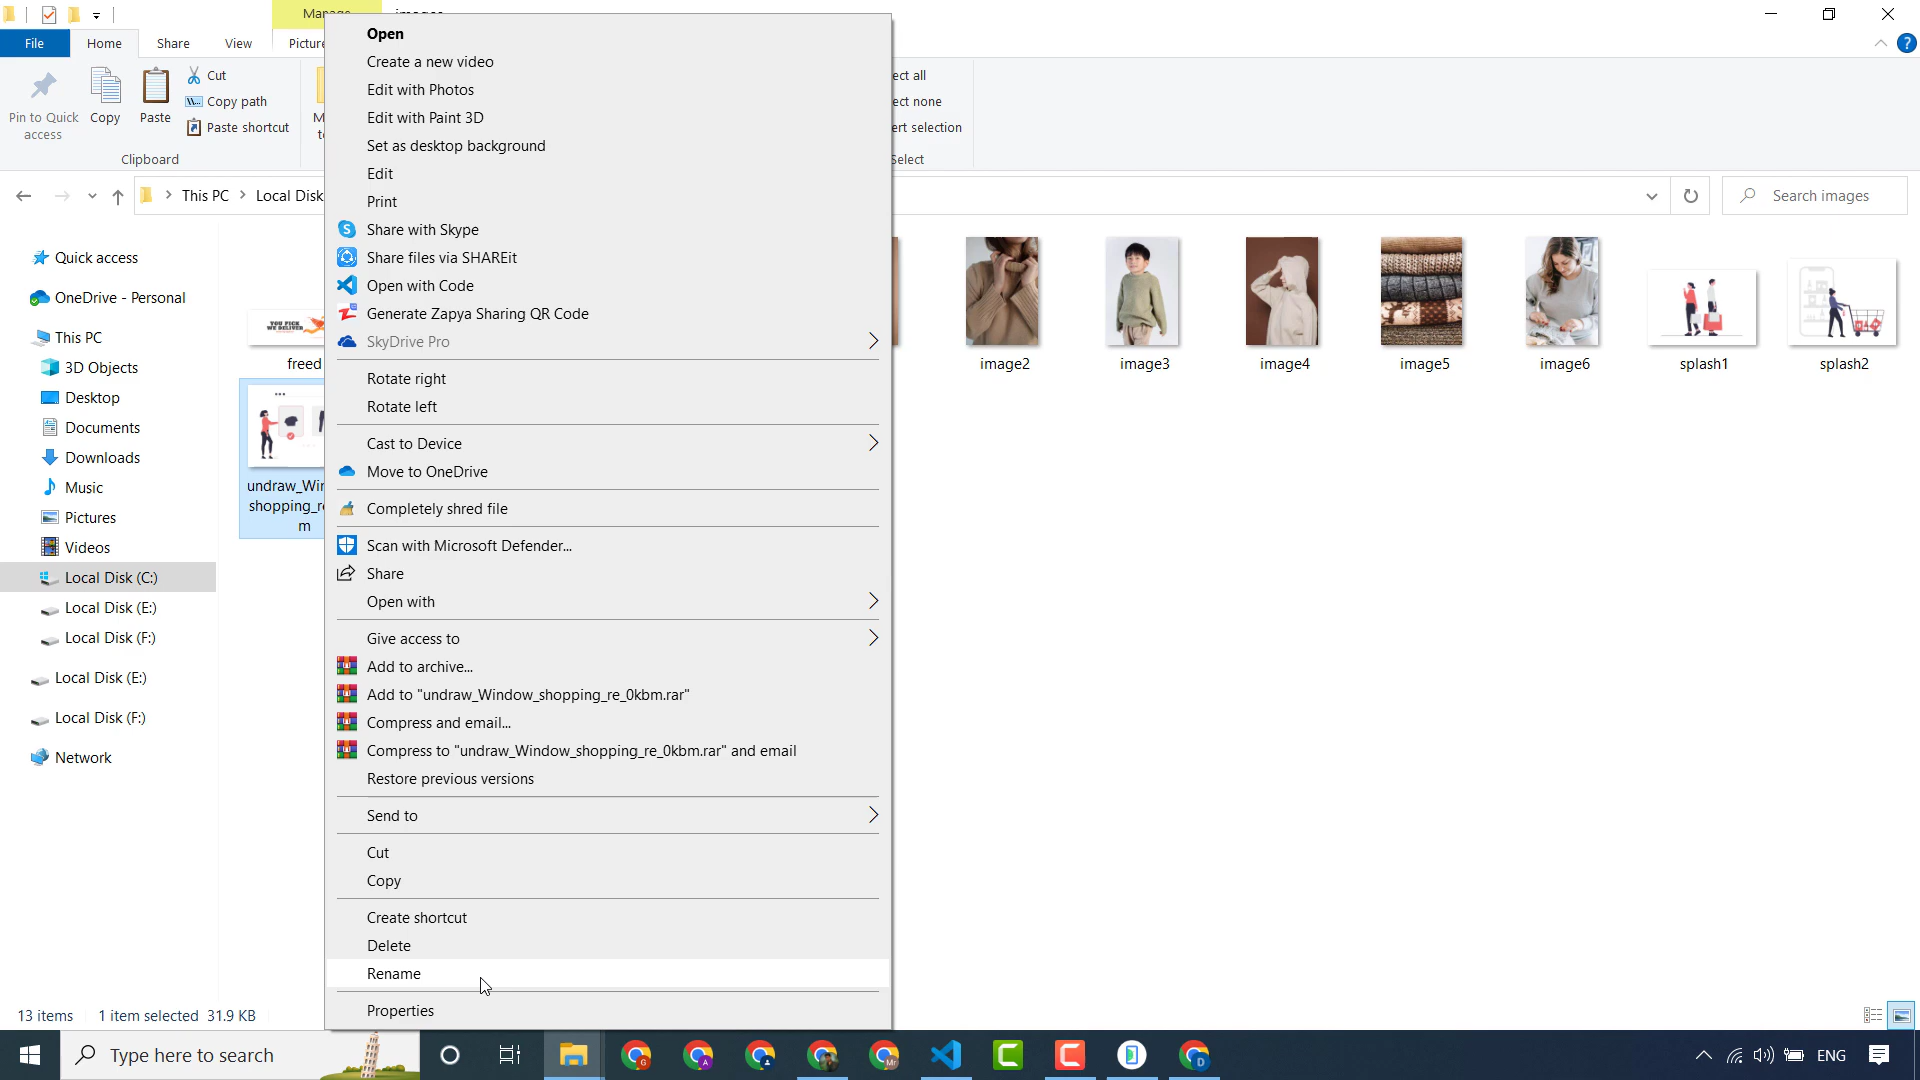 Manage
images
File
Home
Share
View
Picture
Pin to Quick
access
Copy
Paste
Cut
Copy path
Paste shortcut
Clipboard
ect all
ect none
ert selection
Select
This PC
Local Disk
Search images
Quick access
OneDrive - Personal
This PC
3D Objects
Desktop
Documents
Downloads
Music
Pictures
Videos
Local Disk (C:)
Local Disk (E:)
Local Disk (F:)
Local Disk (E:)
Local Disk (F:)
Network
YOU PICK
WE DELIVER
freed
undraw_Win
shopping_re
m
Open
Create a new video
Edit with Photos
Edit with Paint 3D
Set as desktop background
Edit
Print
Share with Skype
Share files via SHAREit
Open with Code
Generate Zapya Sharing QR Code
SkyDrive Pro
Rotate right
Rotate left
Cast to Device
Move to OneDrive
Completely shred file
Scan with Microsoft Defender...
Share
Open with
Give access to
Add to archive...
Add to "undraw_Window_shopping_re_0kbm.rar"
Compress and email...
Compress to "undraw_Window_shopping_re_0kbm.rar" and email
Restore previous versions
Send to
Cut
Copy
Create shortcut
Delete
Rename
Properties
image2
image3
image4
image5
image6
splash1
splash2
13 items
1 item selected 31.9 KB
Type here to search
ENG